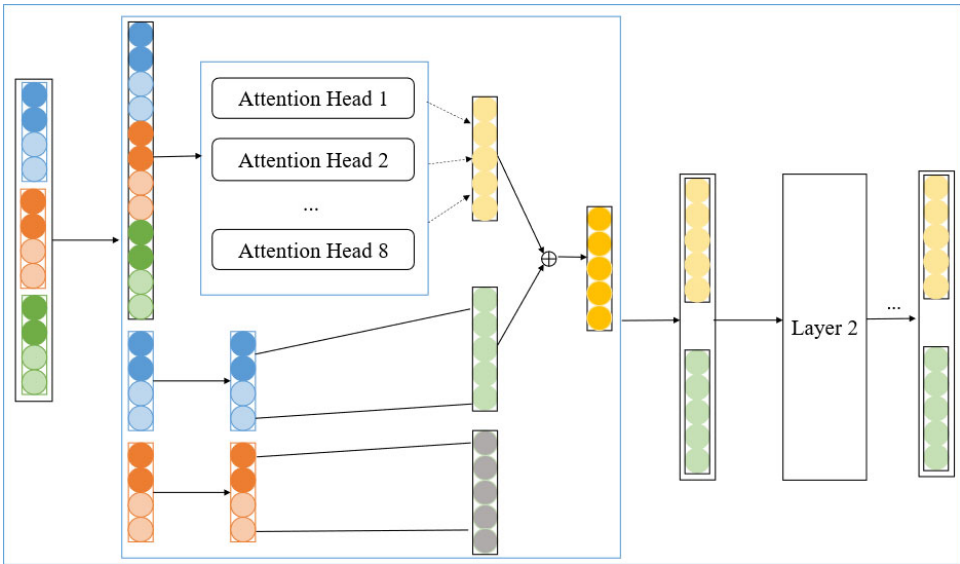 Attention Head 1
Attention Head 2
...
Attention Head 8
Layer 2
...